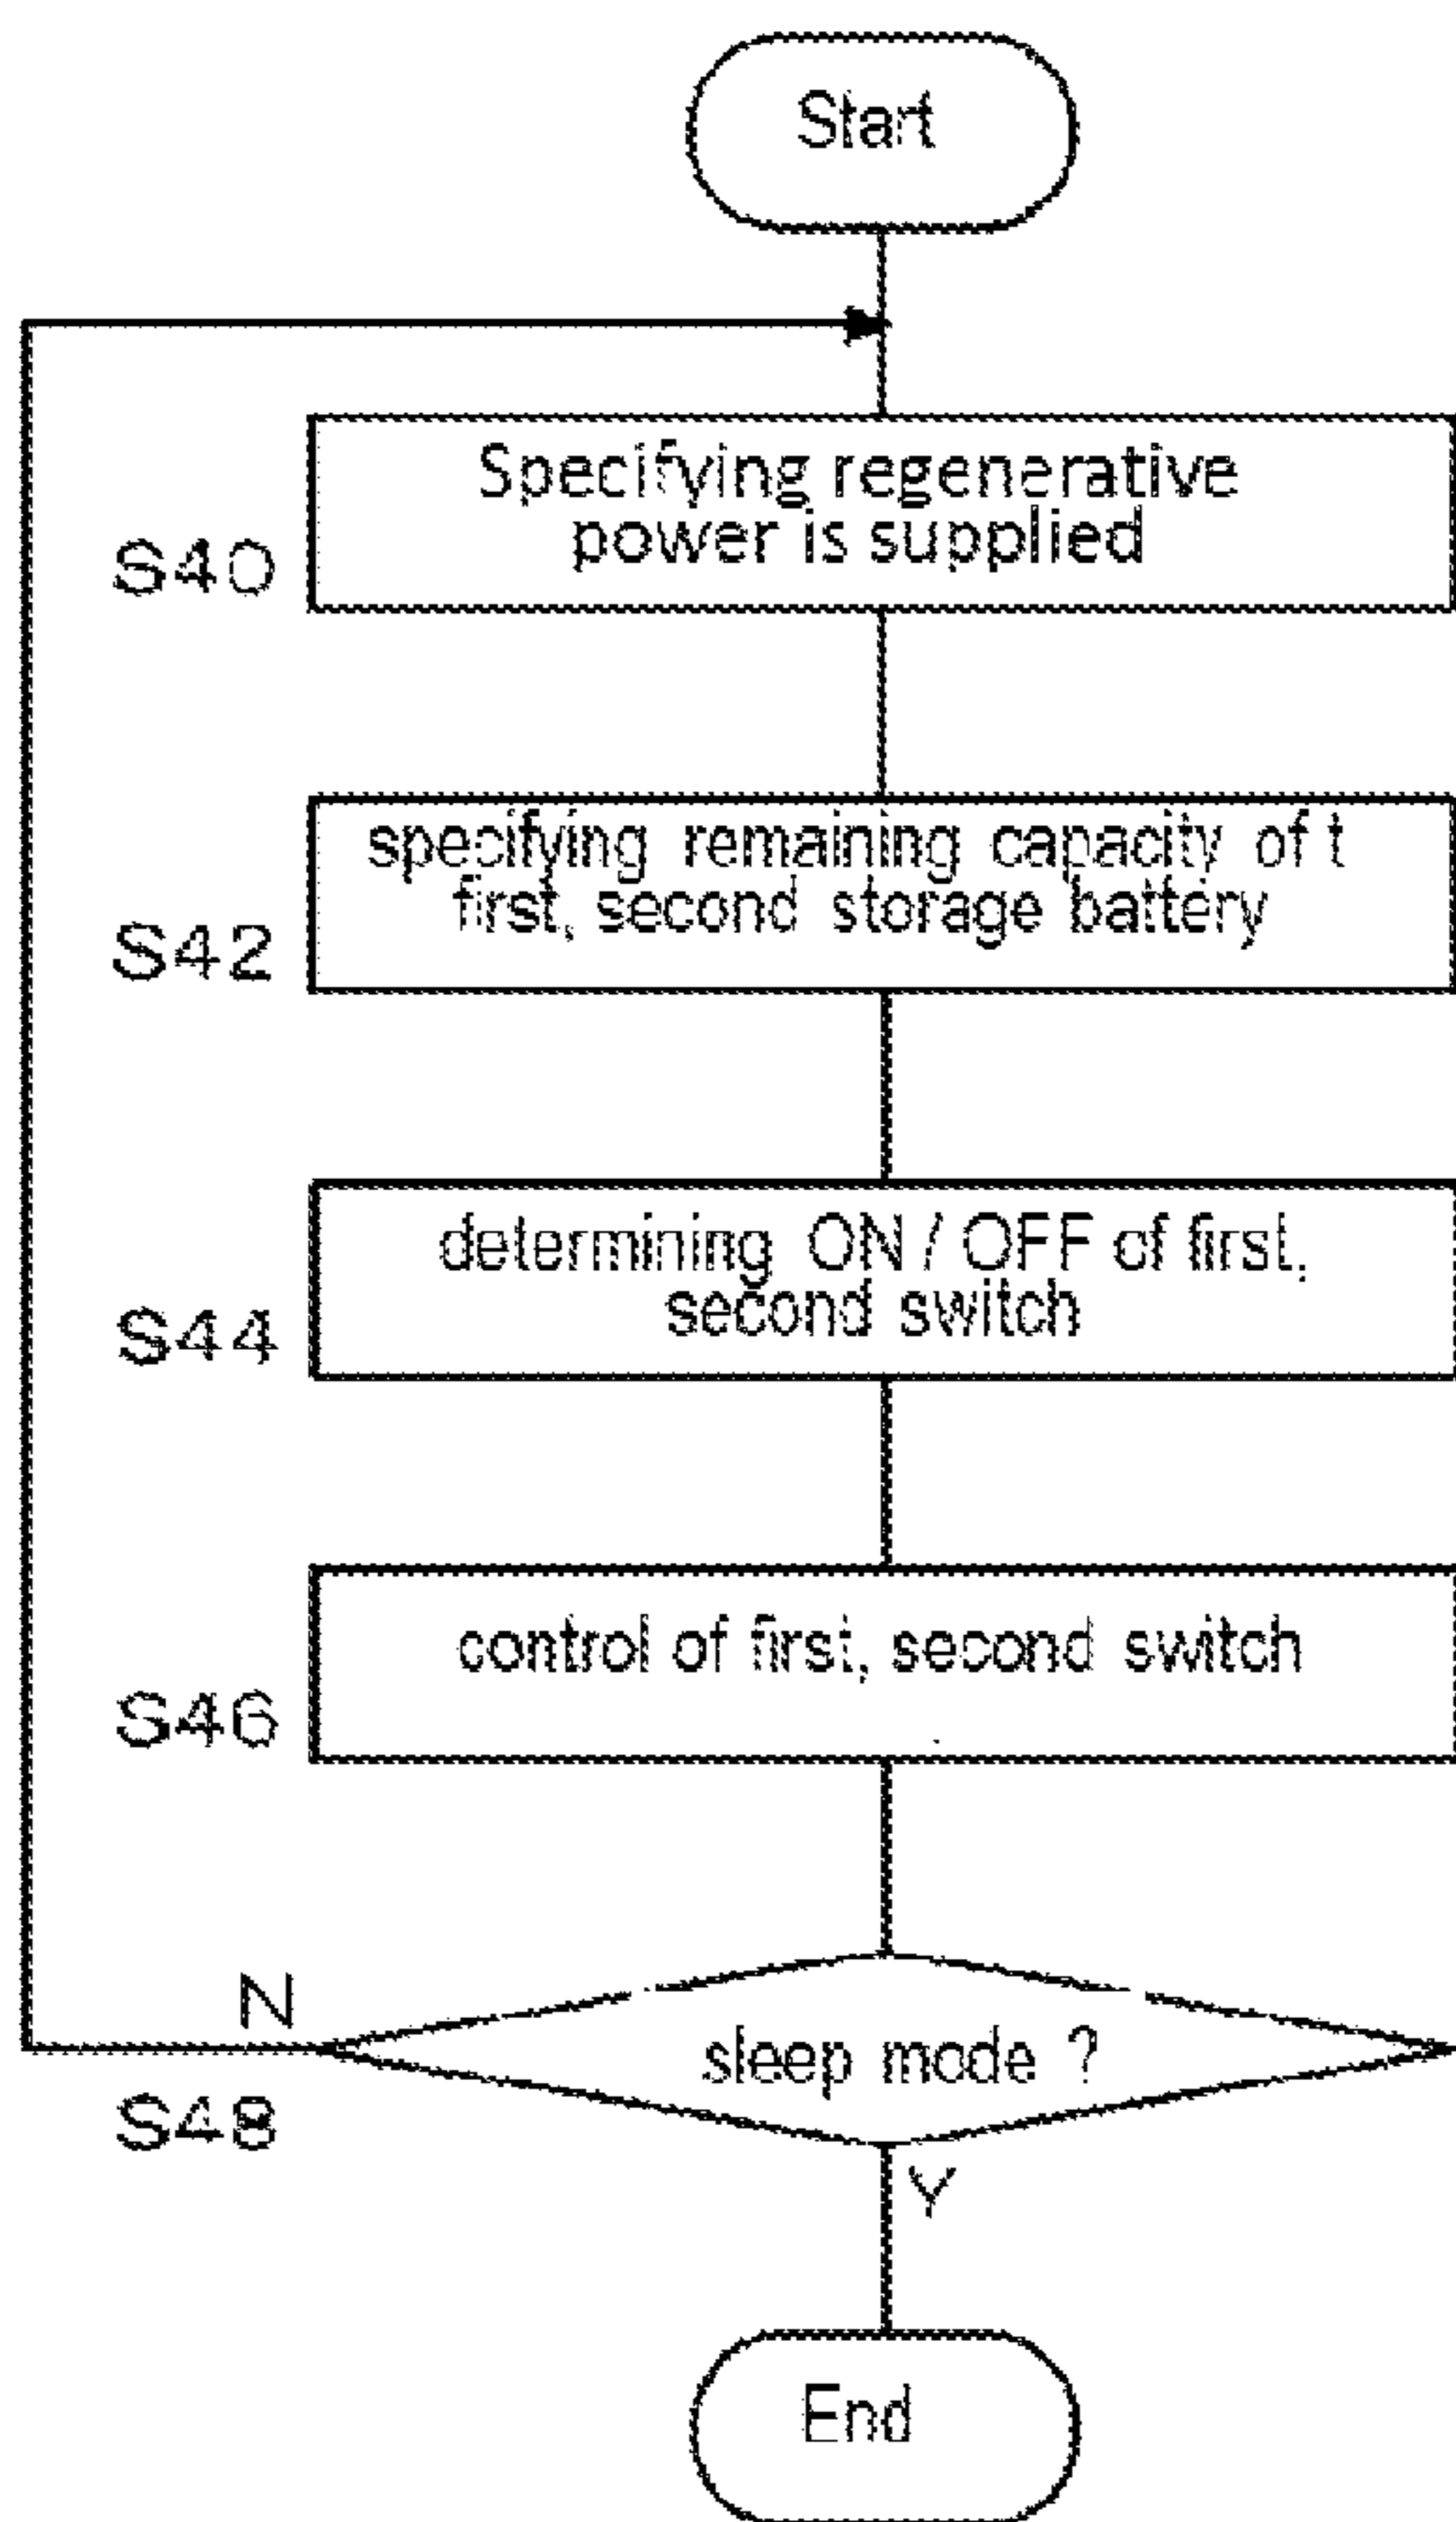 Start
Specifying regenerative
power is supplied
S40
specifying remaining capacity of t
first, second storage battery
S42
determining ON / OFF of first,
second switch
S44
control of first, second switch
S46
N
sleep mode ?
S48
Y
End